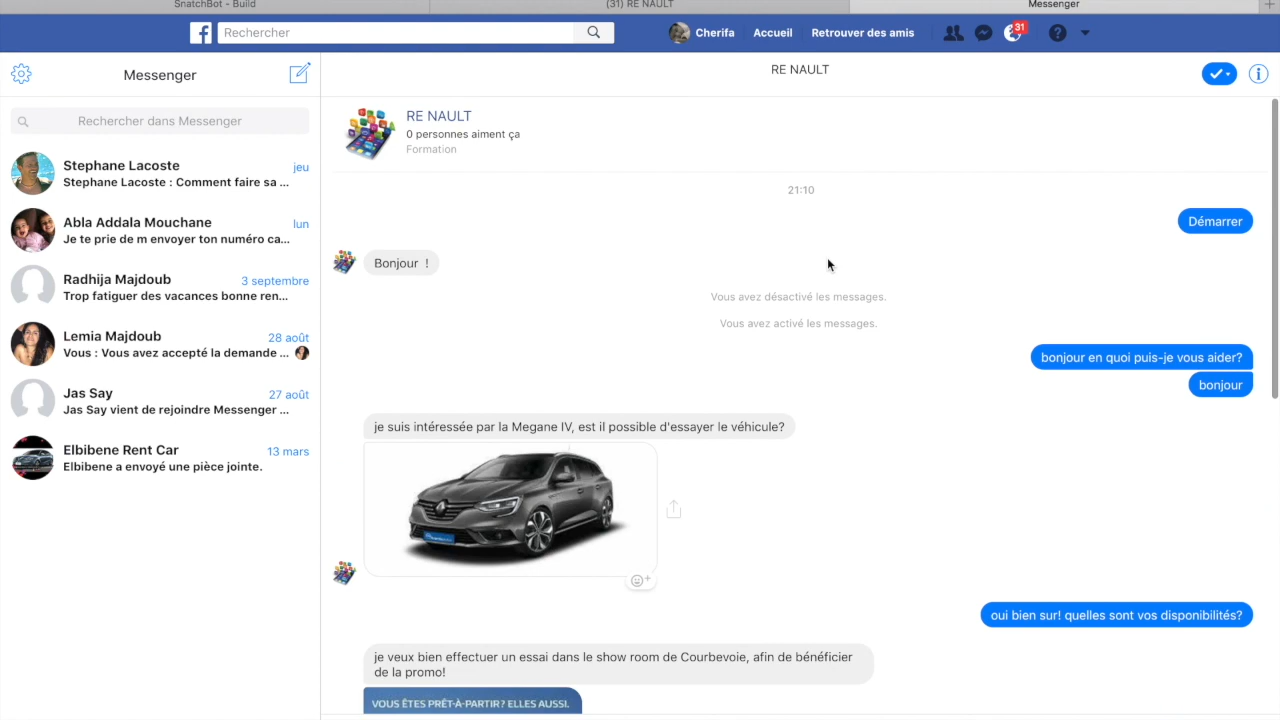 SnatchBot - Build
(31) RE NAULT
Messenger
Rechercher
Cherifa
Accueil
Retrouver des amis
31
Messenger
RE NAULT
Rechercher dans Messenger
Stephane Lacoste
jeu
Stephane Lacoste : Comment faire sa ...
Abla Addala Mouchane
lun
Je te prie de m envoyer ton numéro ca...
Radhija Majdoub
3 septembre
Trop fatiguer des vacances bonne ren...
Lemia Majdoub
28 août
Vous : Vous avez accepté la demande ...
Jas Say
27 août
Jas Say vient de rejoindre Messenger ...
Elbibene Rent Car
13 mars
Elbibene a envoyé une pièce jointe.
RE NAULT
0 personnes aiment ça
Formation
21:10
Démarrer
Bonjour !
Vous avez désactivé les messages.
Vous avez activé les messages.
bonjour en quoi puis-je vous aider?
bonjour
je suis intéressée par la Megane IV, est il possible d'essayer le véhicule?
oui bien sur! quelles sont vos disponibilités?
je veux bien effectuer un essai dans le show room de Courbevoie, afin de bénéficier
de la promo!
VOUS ÊTES PRÊT-À-PARTIR? ELLES AUSSI.